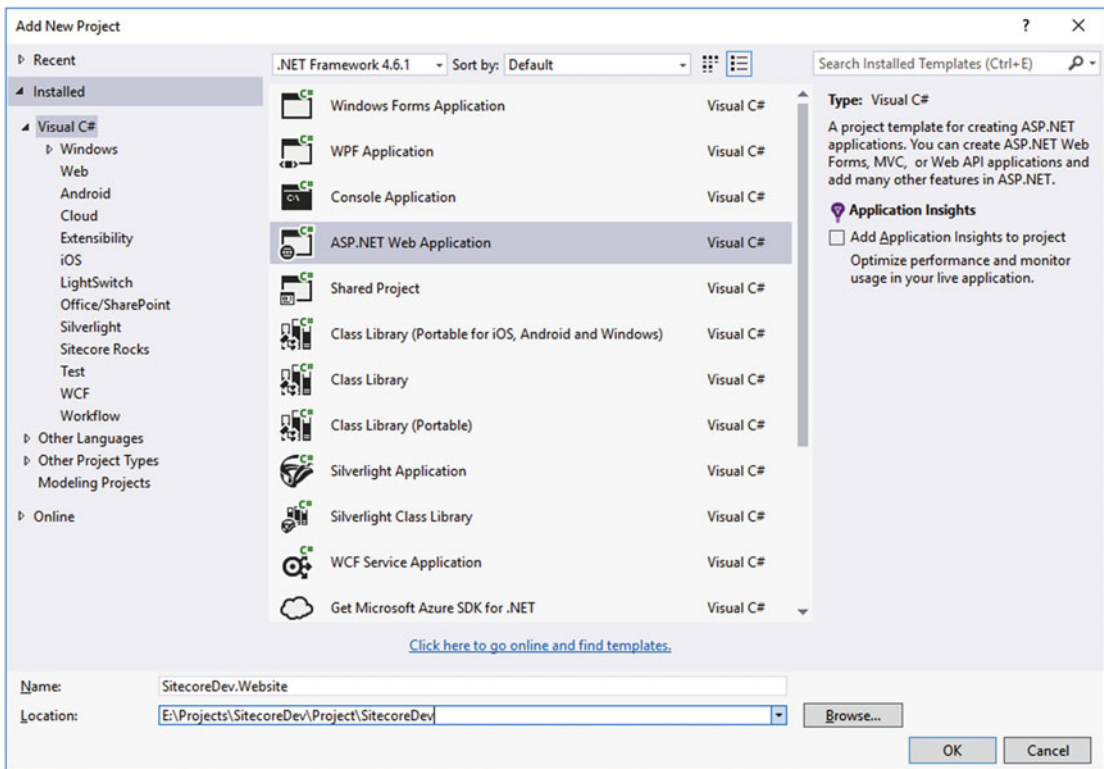 Add New Project
?
Recent
Installed
Visual C#
Windows
Web
Android
Cloud
Extensibility
iOS
LightSwitch
Office/SharePoint
Silverlight
Sitecore Rocks
Test
WCF
Workflow
Other Languages
Other Project Types
Modeling Projects
Online
.NET Framework 4.6.1
Sort by: Default
Windows Forms Application Visual C#
WPF Application Visual C#
Console Application Visual C#
ASP.NET Web Application Visual C#
Shared Project Visual C#
Class Library (Portable for iOS, Android and Windows) Visual C#
Class Library Visual C#
Class Library (Portable) Visual C#
Silverlight Application Visual C#
Silverlight Class Library Visual C#
WCF Service Application Visual C#
Get Microsoft Azure SDK for .NET Visual C#
Click here to go online and find templates.
Search Installed Templates (Ctrl+E)
Type: Visual C#
A project template for creating ASP.NET
applications. You can create ASP.NET Web
Forms, MVC, or Web API applications and
add many other features in ASP.NET.
Application Insights
Add Application Insights to project
Optimize performance and monitor
usage in your live application.
Name: SitecoreDev.Website
Location: E:\Projects\SitecoreDev\Project\SitecoreDev
Browse...
OK
Cancel